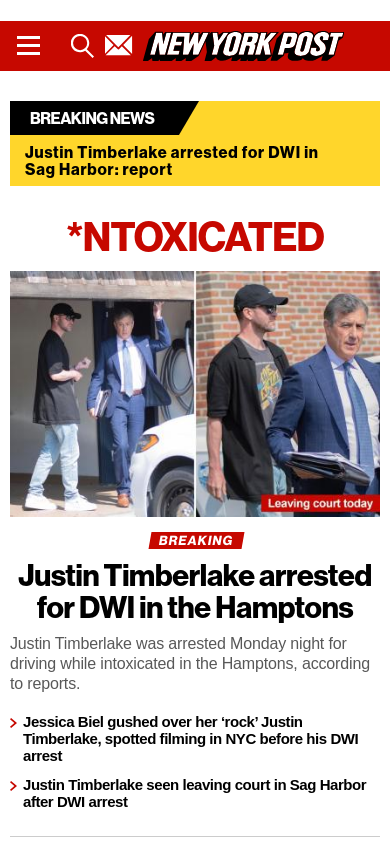 NEW YORK POST
BREAKING NEWS
Justin Timberlake arrested for DWI in
Sag Harbor: report
*NTOXICATED
Leaving court today
BREAKING
Justin Timberlake arrested
for DWI in the Hamptons
Justin Timberlake was arrested Monday night for
driving while intoxicated in the Hamptons, according
to reports.
Jessica Biel gushed over her ‘rock’ Justin
Timberlake, spotted filming in NYC before his DWI
arrest
Justin Timberlake seen leaving court in Sag Harbor
after DWI arrest